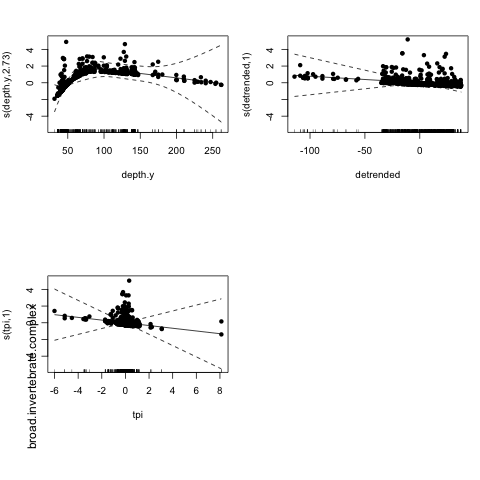 s(depth.y,2.73)
4
2
0
-4
50 100 150 200 250
depth.y
s(detrended,1)
4
2
0
-4
-100 -50 0
detrended
s(tpi,1)
4
2
0
-4
-6 -4 -2 0 2 4 6 8
tpi
broad.invertebrate.complex